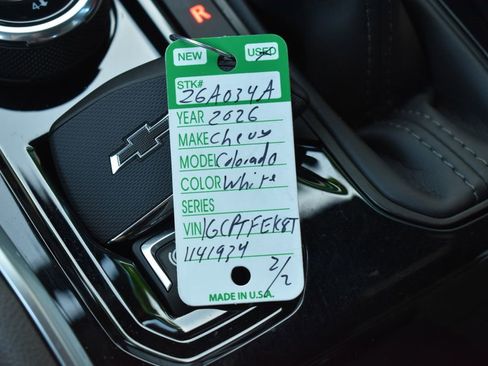 4
R
NEW USED
STK# 26A034A
YEAR 2026
MAKE Chevy
MODEL Colorado
COLOR White
SERIES
VIN 1GCPTFEK8T
1141934
2/2
MADE IN U.S.A.